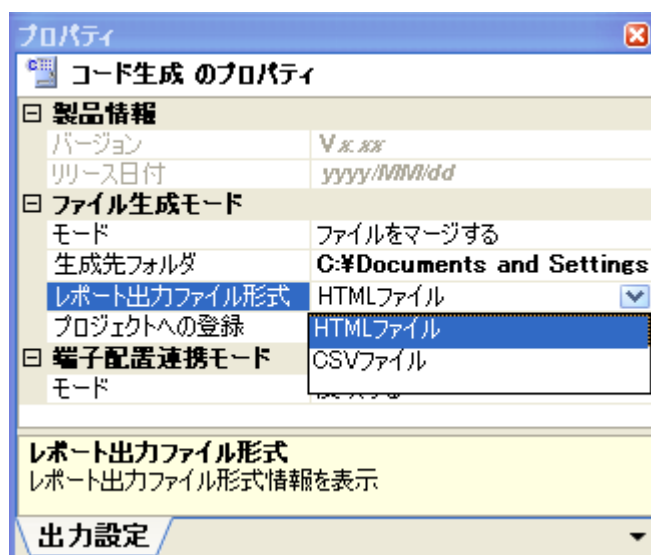 プロパティ
コード生成 のプロパティ
製品情報
バージョン V x.xx
リリース日付 yyyy/MM/dd
ファイル生成モード
モード ファイルをマージする
生成先フォルダ C:¥Documents and Settings
レポート出力ファイル形式 HTMLファイル
プロジェクトへの登録 HTMLファイル
端子配置連携モード CSVファイル
モード
レポート出力ファイル形式
レポート出力ファイル形式情報を表示
出力設定